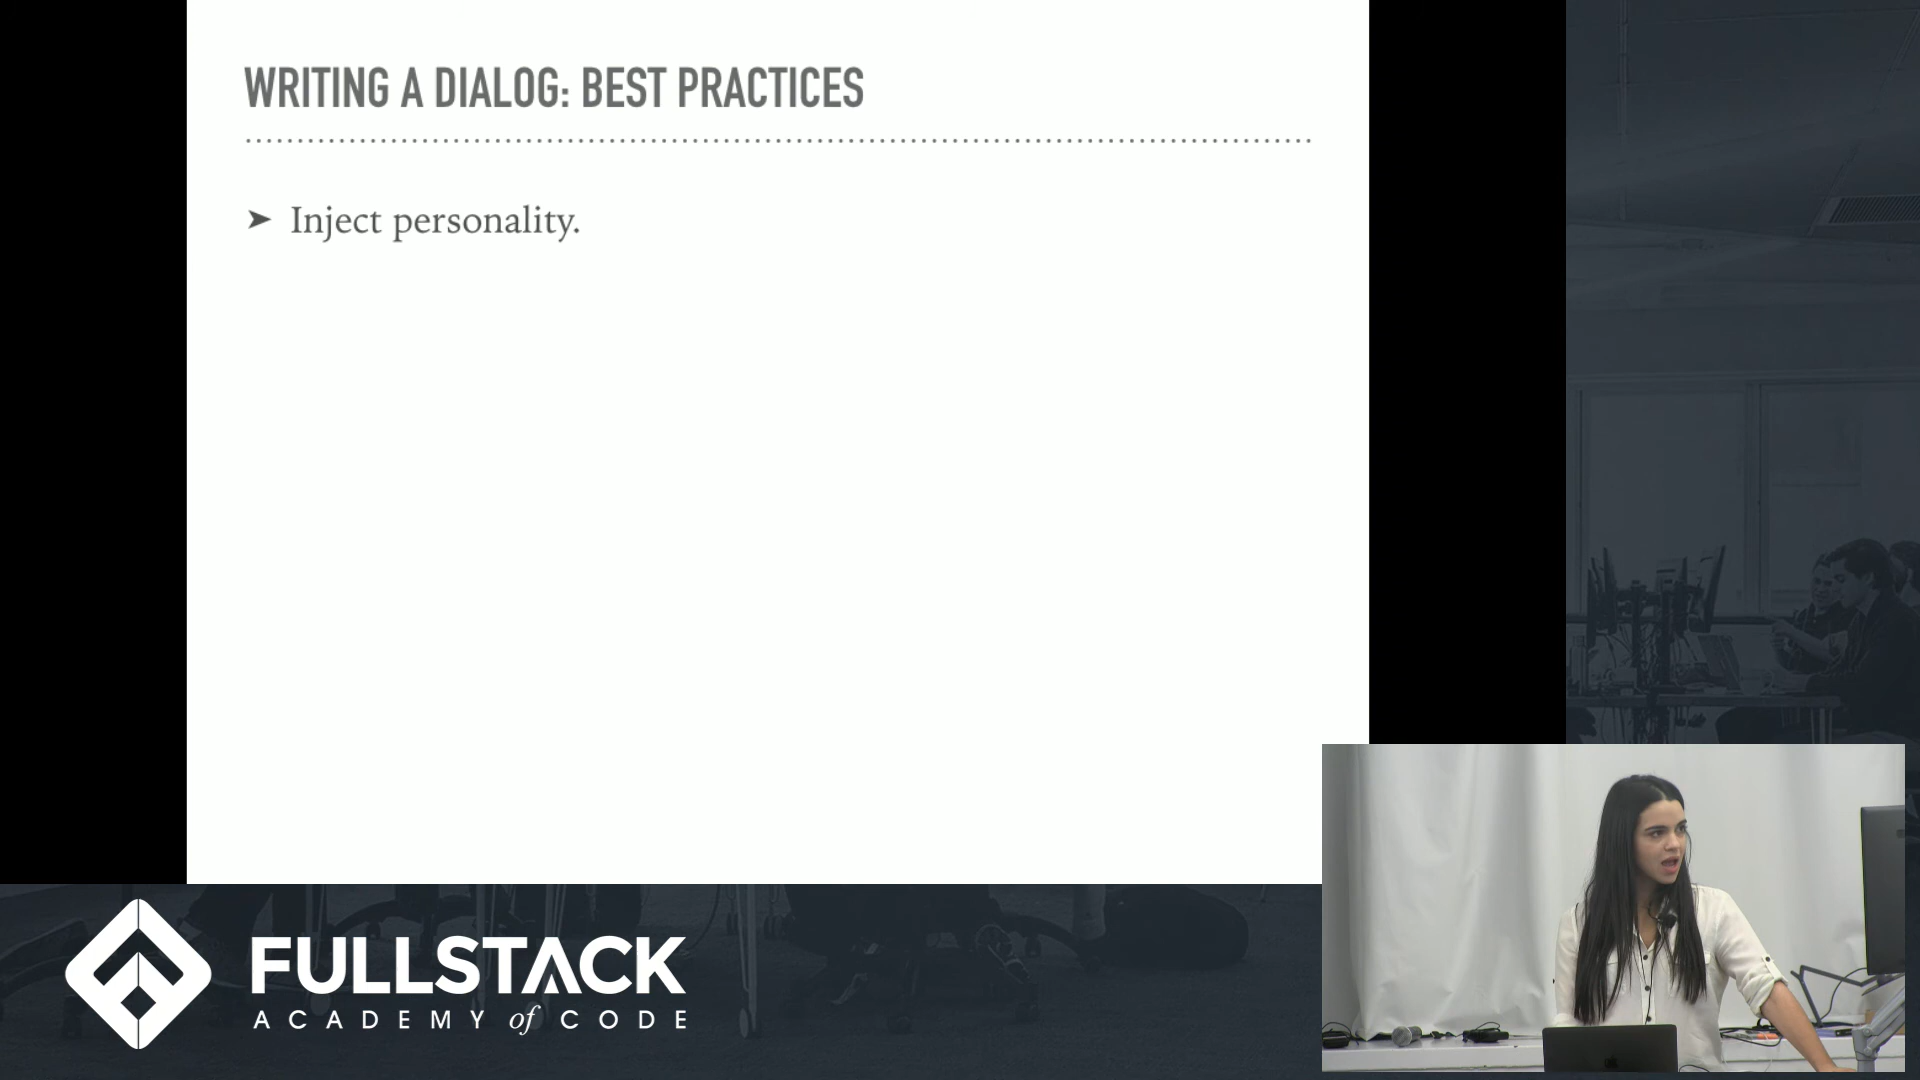 WRITING A DIALOG: BEST PRACTICES
➤ Inject personality.
FULLSTACK
ACADEMY of CODE